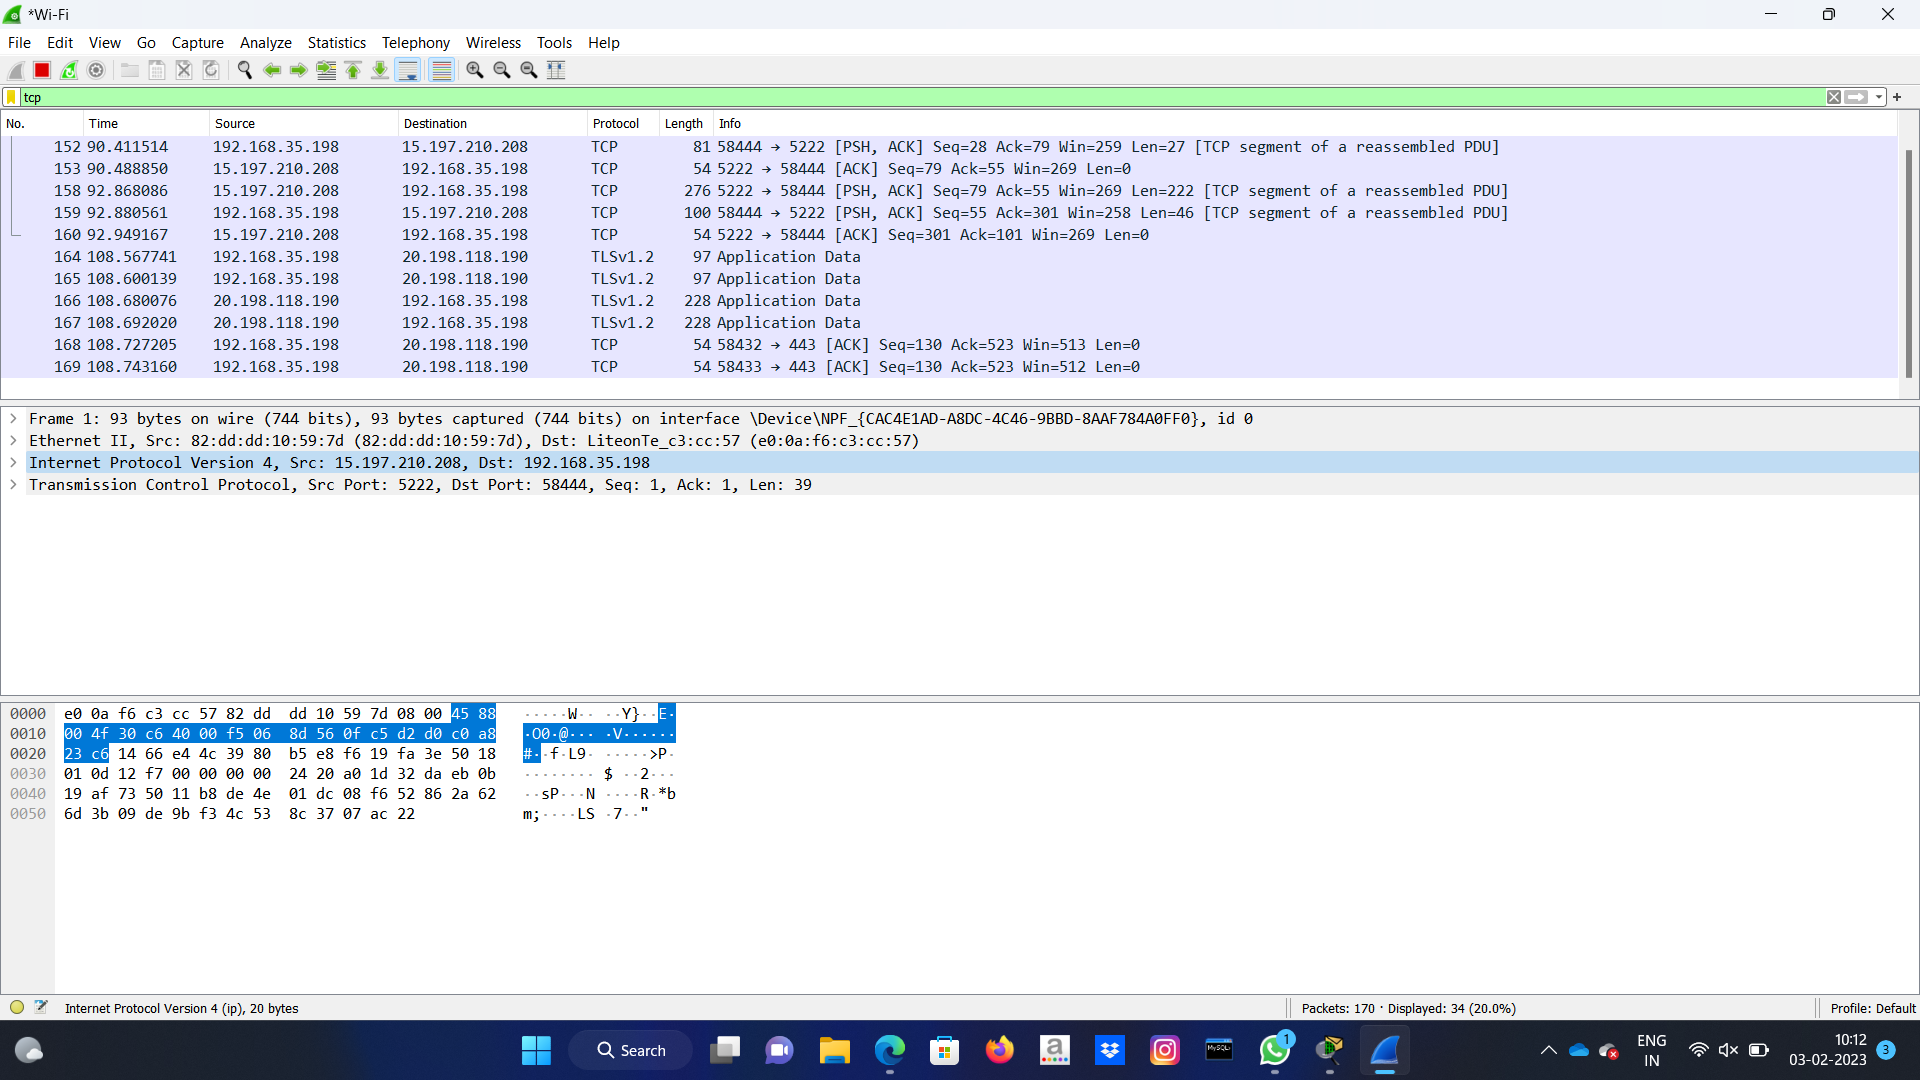 *Wi-Fi
File Edit View Go Capture Analyze Statistics Telephony Wireless Tools Help
tcp
No. Time Source Destination Protocol Length Info
152 90.411514 192.168.35.198 15.197.210.208 TCP 81 58444 → 5222 [PSH, ACK] Seq=28 Ack=79 Win=259 Len=27 [TCP segment of a reassembled PDU]
153 90.488850 15.197.210.208 192.168.35.198 TCP 54 5222 → 58444 [ACK] Seq=79 Ack=55 Win=269 Len=0
158 92.868086 15.197.210.208 192.168.35.198 TCP 276 5222 → 58444 [PSH, ACK] Seq=79 Ack=55 Win=269 Len=222 [TCP segment of a reassembled PDU]
159 92.880561 192.168.35.198 15.197.210.208 TCP 100 58444 → 5222 [PSH, ACK] Seq=55 Ack=301 Win=258 Len=46 [TCP segment of a reassembled PDU]
160 92.949167 15.197.210.208 192.168.35.198 TCP 54 5222 → 58444 [ACK] Seq=301 Ack=101 Win=269 Len=0
164 108.567741 192.168.35.198 20.198.118.190 TLSv1.2 97 Application Data
165 108.600139 192.168.35.198 20.198.118.190 TLSv1.2 97 Application Data
166 108.680076 20.198.118.190 192.168.35.198 TLSv1.2 228 Application Data
167 108.692020 20.198.118.190 192.168.35.198 TLSv1.2 228 Application Data
168 108.727205 192.168.35.198 20.198.118.190 TCP 54 58432 → 443 [ACK] Seq=130 Ack=523 Win=513 Len=0
169 108.743160 192.168.35.198 20.198.118.190 TCP 54 58433 → 443 [ACK] Seq=130 Ack=523 Win=512 Len=0
Frame 1: 93 bytes on wire (744 bits), 93 bytes captured (744 bits) on interface \Device\NPF_{CAC4E1AD-A8DC-4C46-9BBD-8AAF784A0FF0}, id 0
Ethernet II, Src: 82:dd:dd:10:59:7d (82:dd:dd:10:59:7d), Dst: LiteonTe_c3:cc:57 (e0:0a:f6:c3:cc:57)
Internet Protocol Version 4, Src: 15.197.210.208, Dst: 192.168.35.198
Transmission Control Protocol, Src Port: 5222, Dst Port: 58444, Seq: 1, Ack: 1, Len: 39
0000 e0 0a f6 c3 cc 57 82 dd dd 10 59 7d 08 00 45 88 ·····W·· ··Y}··E·
0010 00 4f 30 c6 40 00 f5 06 8d 56 0f c5 d2 d0 c0 a8 ·O0·@··· ·V······
0020 23 c6 14 66 e4 4c 39 80 b5 e8 f6 19 fa 3e 50 18 #··f·L9· ·····>P·
0030 01 0d 12 f7 00 00 00 00 24 20 a0 1d 32 da eb 0b ········ $ ··2···
0040 19 af 73 50 11 b8 de 4e 01 dc 08 f6 52 86 2a 62 ··sP···N ····R·*b
0050 6d 3b 09 de 9b f3 4c 53 8c 37 07 ac 22 m;····LS ·7··"
Internet Protocol Version 4 (ip), 20 bytes Packets: 170 · Displayed: 34 (20.0%) Profile: Default
Search
a
MySQL
1
ENG
IN
10:12
03-02-2023
3